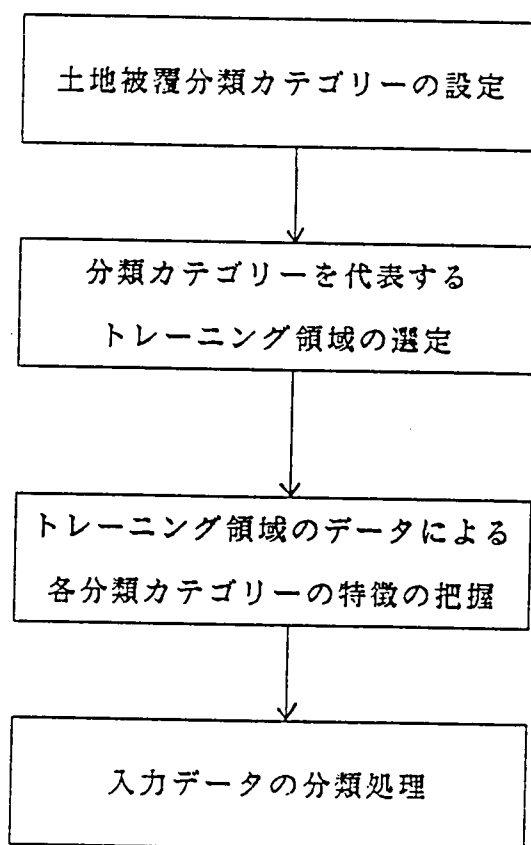 土地被覆分類カテゴリーの設定
分類カテゴリーを代表する
トレーニング領域の選定
トレーニング領域のデータによる
各分類カテゴリーの特徴の把握
入力データの分類処理